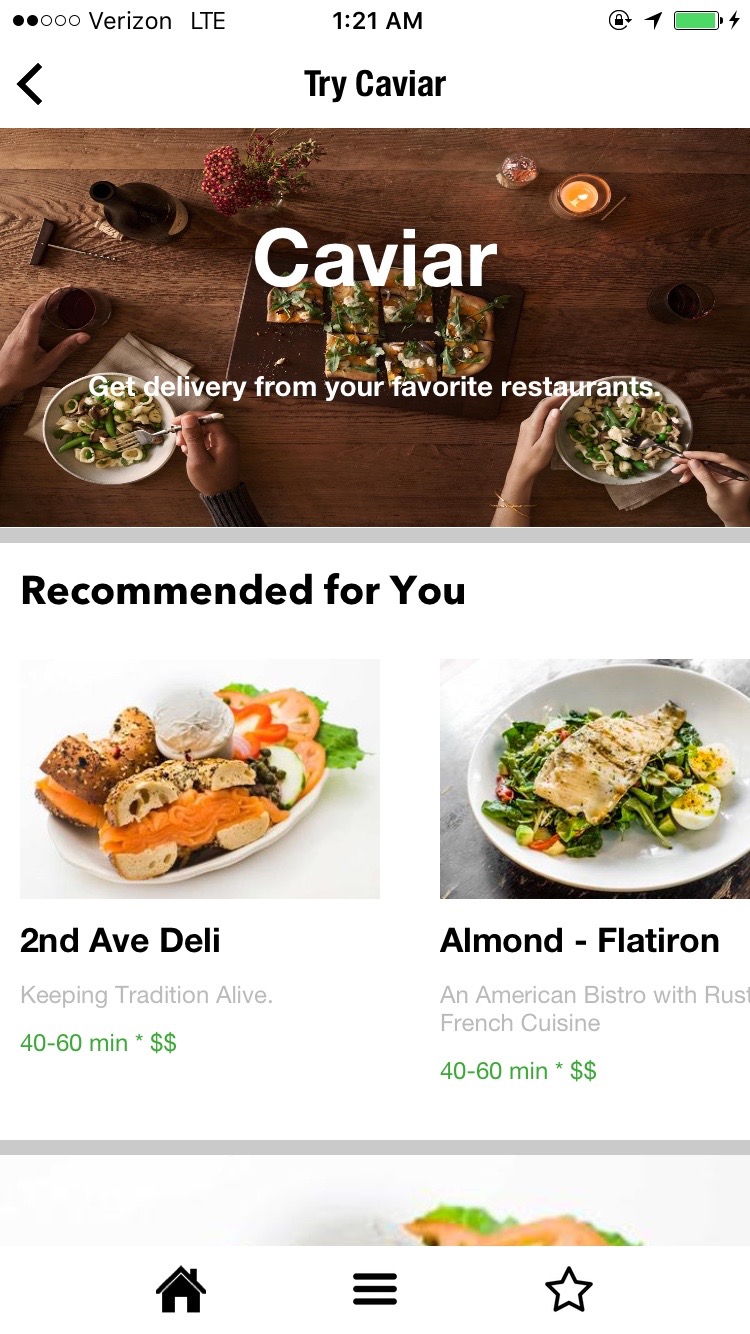 Verizon LTE 1:21 AM
Try Caviar
Caviar
Get delivery from your favorite restaurants.
Recommended for You
2nd Ave Deli
Keeping Tradition Alive.
40-60 min * $$
Almond - Flatiron
An American Bistro with Rust
French Cuisine
40-60 min * $$